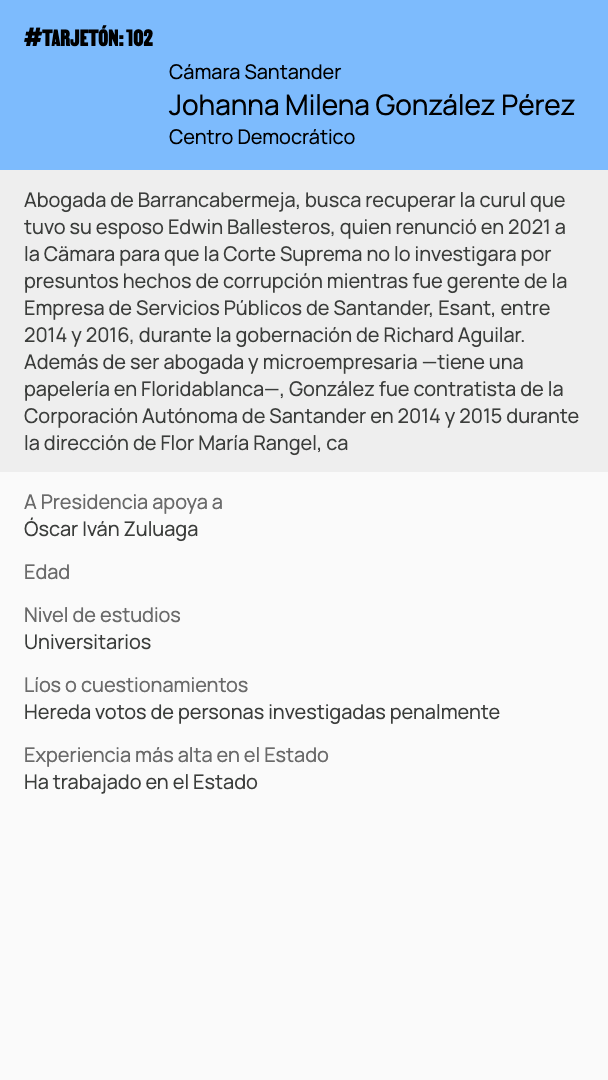 #TARJETÓN: 102
Cámara Santander
Johanna Milena González Pérez
Centro Democrático
Abogada de Barrancabermeja, busca recuperar la curul que
tuvo su esposo Edwin Ballesteros, quien renunció en 2021 a
la Cämara para que la Corte Suprema no lo investigara por
presuntos hechos de corrupción mientras fue gerente de la
Empresa de Servicios Públicos de Santander, Esant, entre
2014 y 2016, durante la gobernación de Richard Aguilar.
Además de ser abogada y microempresaria —tiene una
papelería en Floridablanca—, González fue contratista de la
Corporación Autónoma de Santander en 2014 y 2015 durante
la dirección de Flor María Rangel, ca
A Presidencia apoya a
Óscar Iván Zuluaga
Edad
Nivel de estudios
Universitarios
Líos o cuestionamientos
Hereda votos de personas investigadas penalmente
Experiencia más alta en el Estado
Ha trabajado en el Estado